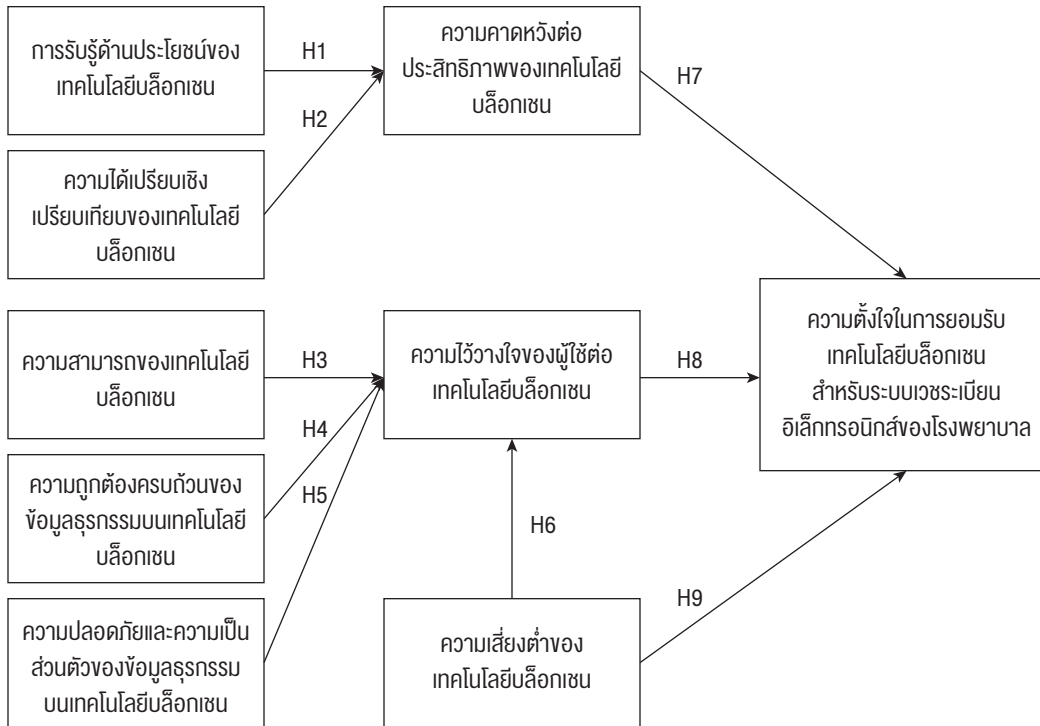 การรับรู้ด้านประโยชน์ของ
เทคโนโลยีบล็อกเชน
H1
ความคาดหวังต่อ
ประสิทธิภาพของเทคโนโลยี
บล็อกเชน
H7
H2
ความได้เปรียบเชิง
เปรียบเทียบของเทคโนโลยี
บล็อกเชน
ความสามารถของเทคโนโลยี
บล็อกเชน
H3
ความไว้วางใจของผู้ใช้ต่อ
เทคโนโลยีบล็อกเชน
H8
ความตั้งใจในการยอมรับ
เทคโนโลยีบล็อกเชน
สำหรับระบบเวชระเบียน
อิเล็กทรอนิกส์ของโรงพยาบาล
H4
ความถูกต้องครบถ้วนของ
ข้อมูลธุรกรรมบนเทคโนโลยี
บล็อกเชน
H5
H6
H9
ความปลอดภัยและความเป็น
ส่วนตัวของข้อมูลธุรกรรม
บนเทคโนโลยีบล็อกเชน
ความเสี่ยงต่ำของ
เทคโนโลยีบล็อกเชน